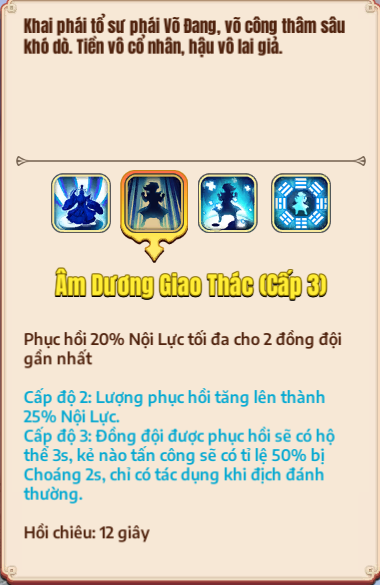 Khai phái tổ sư phái Võ Đang, võ công thâm sâu
khó dò. Tiền vô cổ nhân, hậu vô lai giả.
Âm Dương Giao Thác (Cấp 3)
Phục hồi 20% Nội Lực tối đa cho 2 đồng đội
gần nhất
Cấp độ 2: Lượng phục hồi tăng lên thành
25% Nội Lực.
Cấp độ 3: Đồng đội được phục hồi sẽ có hộ
thể 3s, kẻ nào tấn công sẽ có tỉ lệ 50% bị
Choáng 2s, chỉ có tác dụng khi địch đánh
thường.
Hồi chiêu: 12 giây